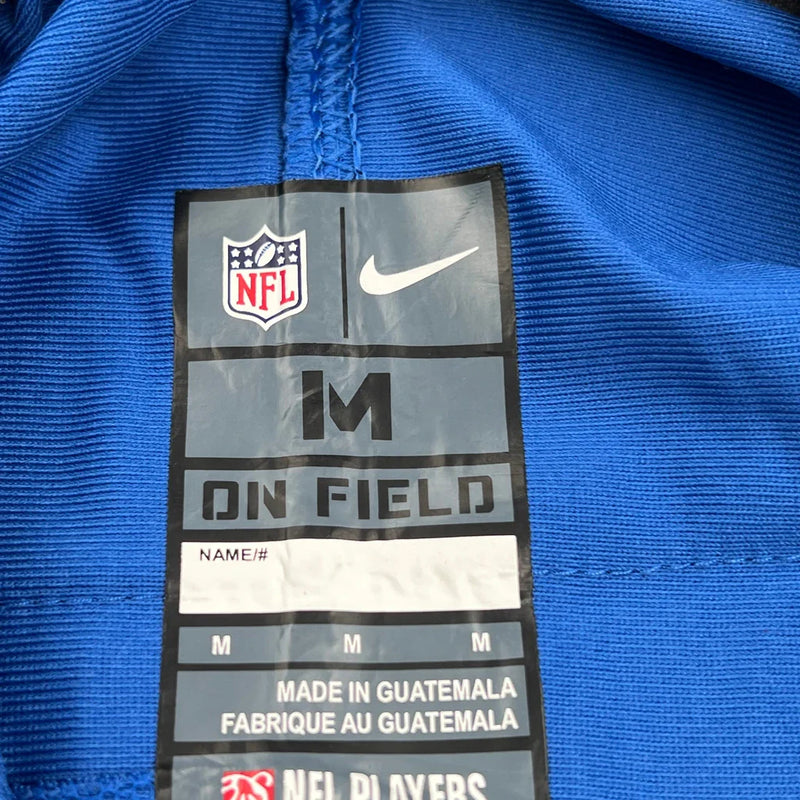 NFL
M
ON FIELD
NAME/#
M M M
MADE IN GUATEMALA
FABRIQUE AU GUATEMALA
NFL PLAYERS